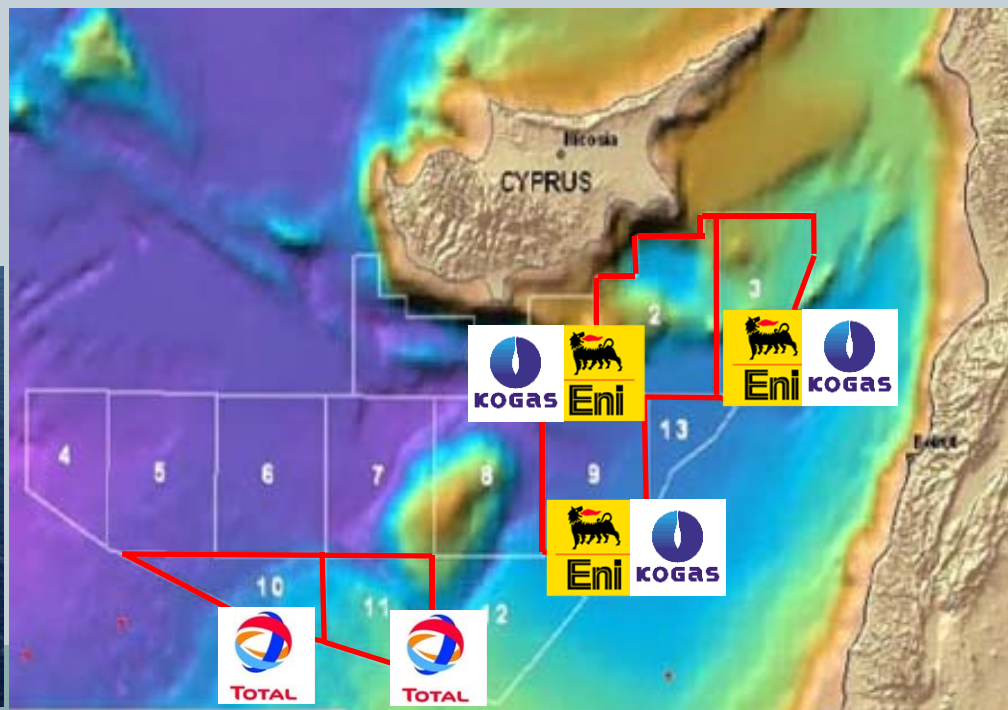 Nicosia
CYPRUS
3
2
KOGAS
Eni
Eni
KOGAS
13
4
5
6
7
8
9
Eni
KOGAS
10
11
12
TOTAL
TOTAL